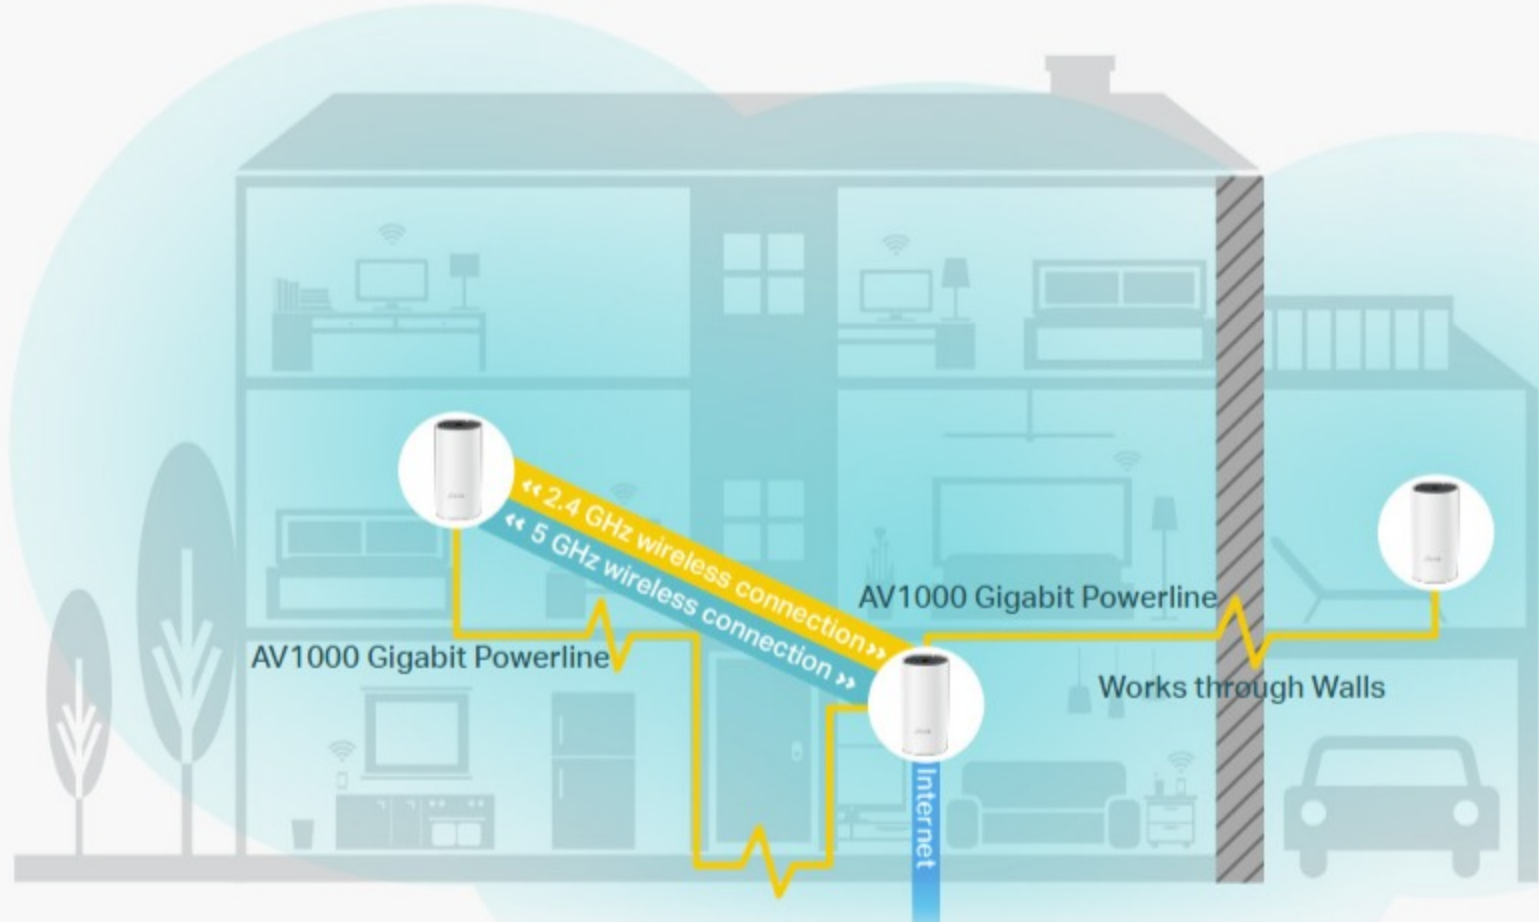 ‹‹ 2.4 GHz wireless connection››
‹‹ 5 GHz wireless connection ››
AV1000 Gigabit Powerline
AV1000 Gigabit Powerline
Works through Walls
Internet